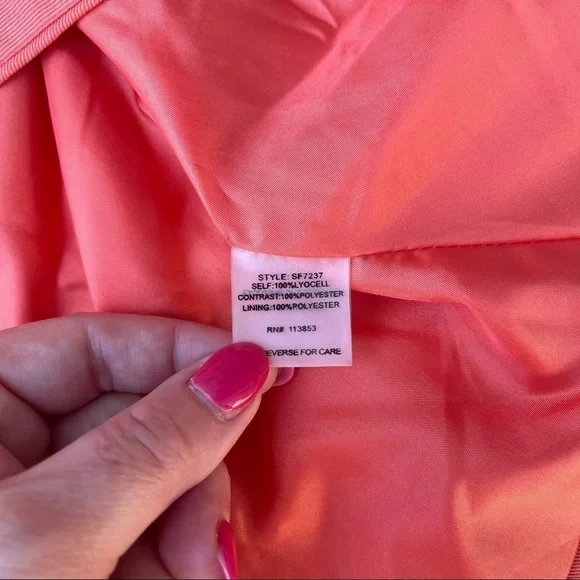 STYLE: SF7237
SELF:100%LYOCELL
CONTRAST:100%POLYESTER
LINING:100%POLYESTER
RN# 113853
EVERSE FOR CARE